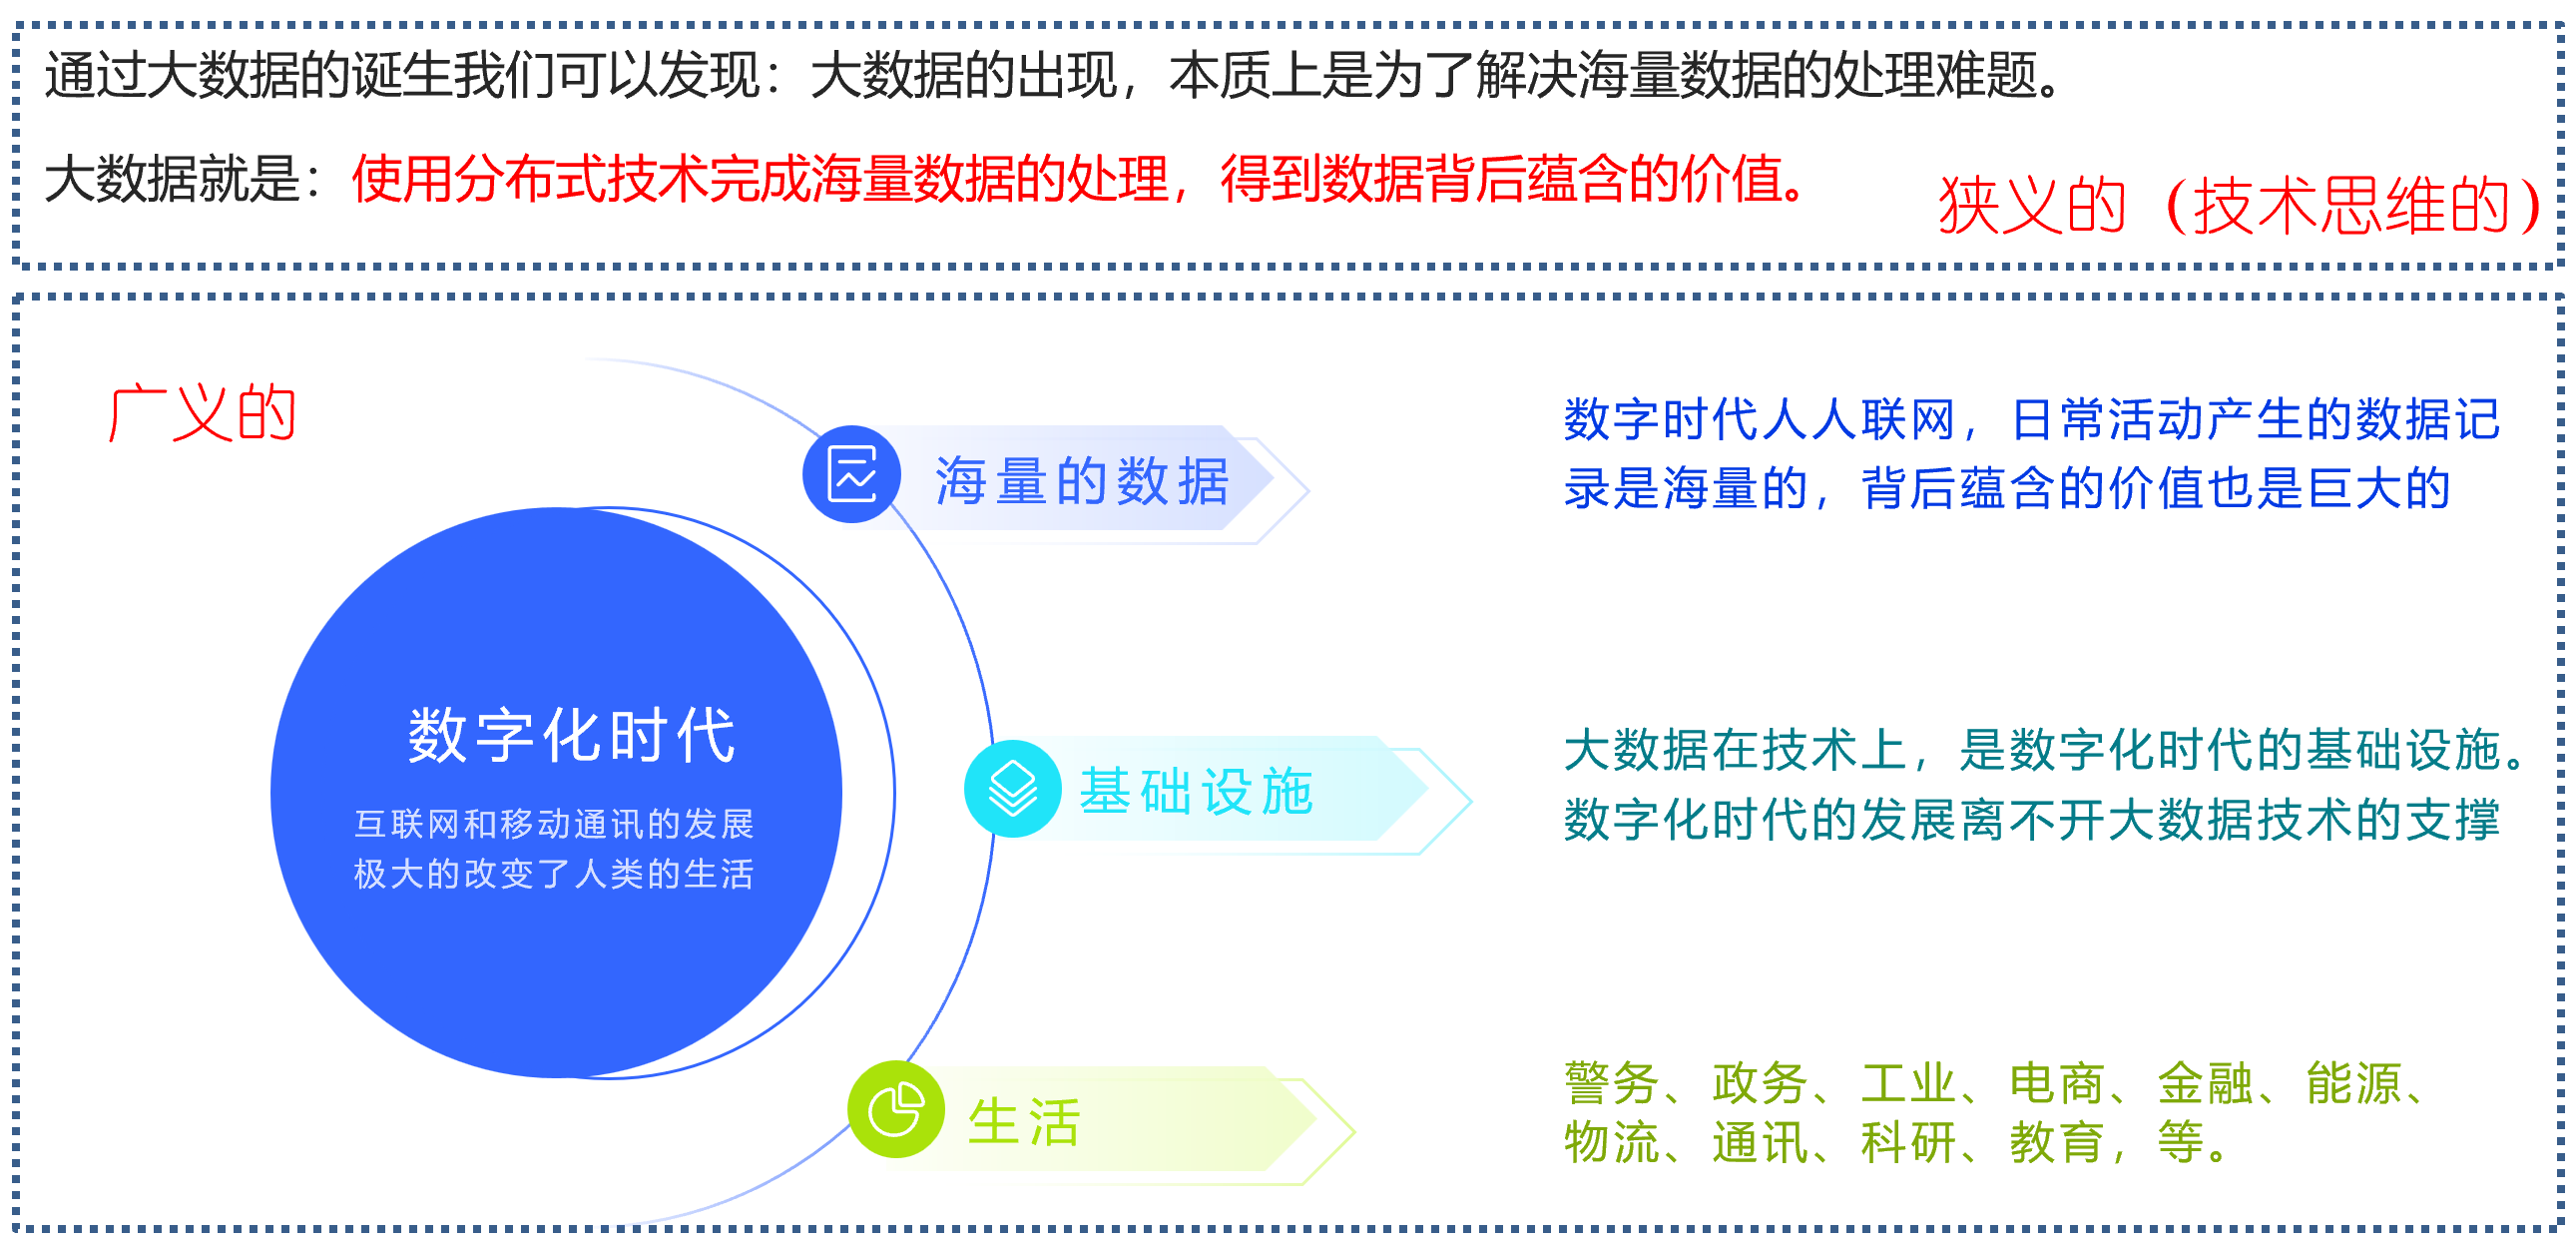 通过大数据的诞生我们可以发现：大数据的出现，本质上是为了解决海量数据的处理难题。
大数据就是：使用分布式技术完成海量数据的处理，得到数据背后蕴含的价值。
狭义的（技术思维的）
广义的
海量的数据
数字时代人人联网，日常活动产生的数据记
录是海量的，背后蕴含的价值也是巨大的
数字化时代
互联网和移动通讯的发展
极大的改变了人类的生活
基础设施
大数据在技术上，是数字化时代的基础设施。
数字化时代的发展离不开大数据技术的支撑
生活
警务、政务、工业、电商、金融、能源、
物流、通讯、科研、教育，等。